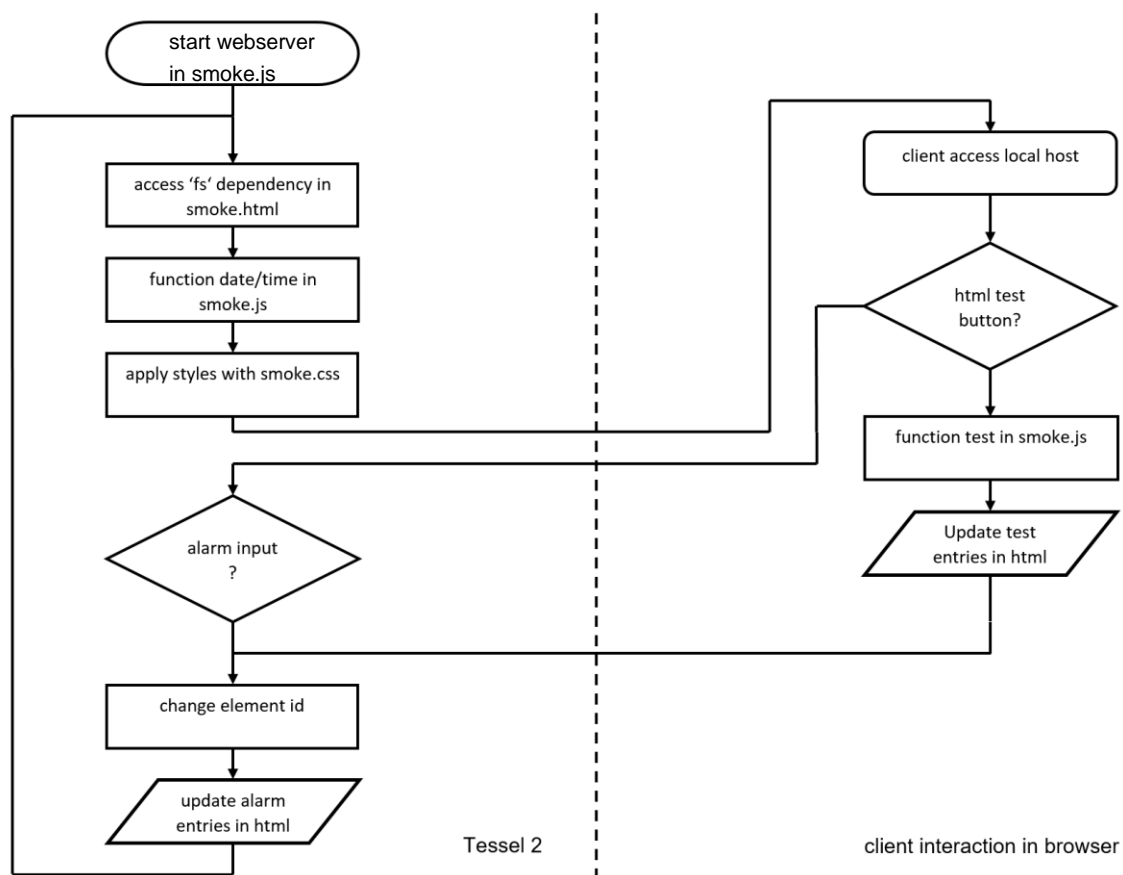 start webserver
in smoke.js
access ‘fs‘ dependency in
smoke.html
function date/time in
smoke.js
apply styles with smoke.css
alarm input
?
change element id
update alarm
entries in html
Tessel 2
client access local host
html test
button?
function test in smoke.js
Update test
entries in html
client interaction in browser